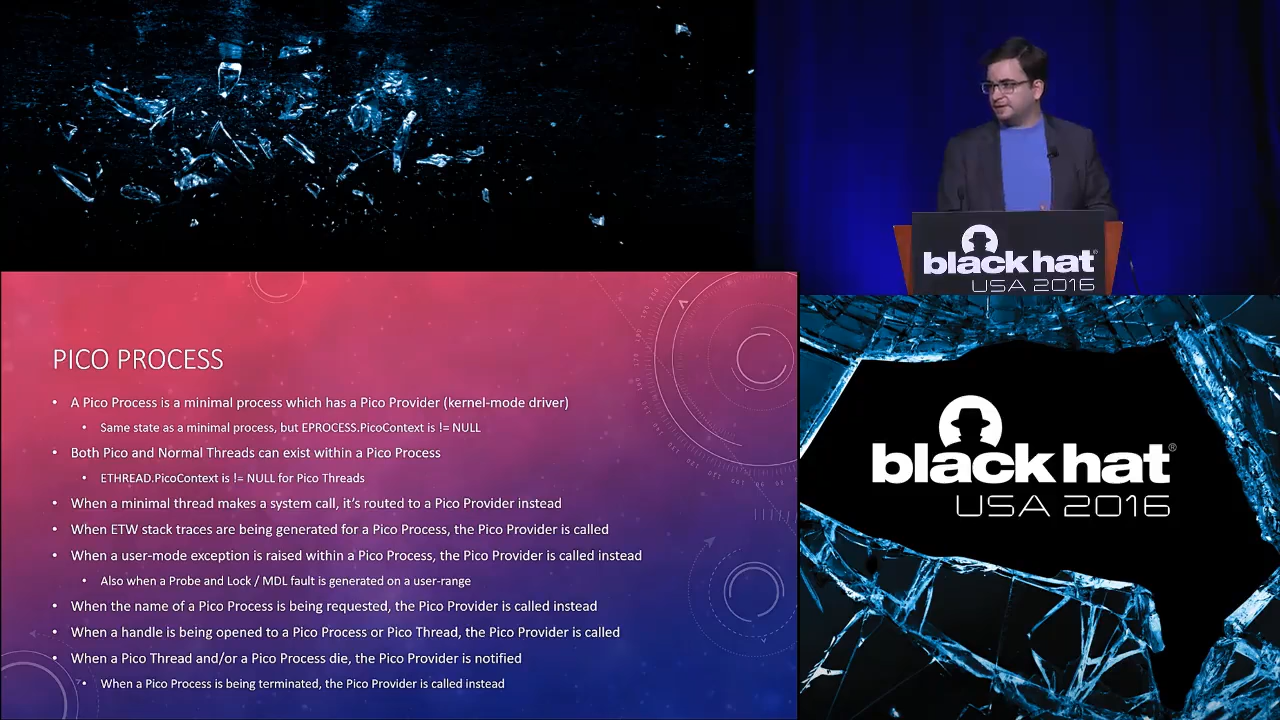 PICO PROCESS
• A Pico Process is a minimal process which has a Pico Provider (kernel-mode driver)
• Same state as a minimal process, but EPROCESS.PicoContext is != NULL
• Both Pico and Normal Threads can exist within a Pico Process
• ETHREAD.PicoContext is != NULL for Pico Threads
• When a minimal thread makes a system call, it's routed to a Pico Provider instead
• When ETW stack traces are being generated for a Pico Process, the Pico Provider is called
• When a user-mode exception is raised within a Pico Process, the Pico Provider is called instead
• Also when a Probe and Lock / MDL fault is generated on a user-range
• When the name of a Pico Process is being requested, the Pico Provider is called instead
• When a handle is being opened to a Pico Process or Pico Thread, the Pico Provider is called
• When a Pico Thread and/or a Pico Process die, the Pico Provider is notified
• When a Pico Process is being terminated, the Pico Provider is called instead
black hat®
USA 2016
black hat®
USA 2016